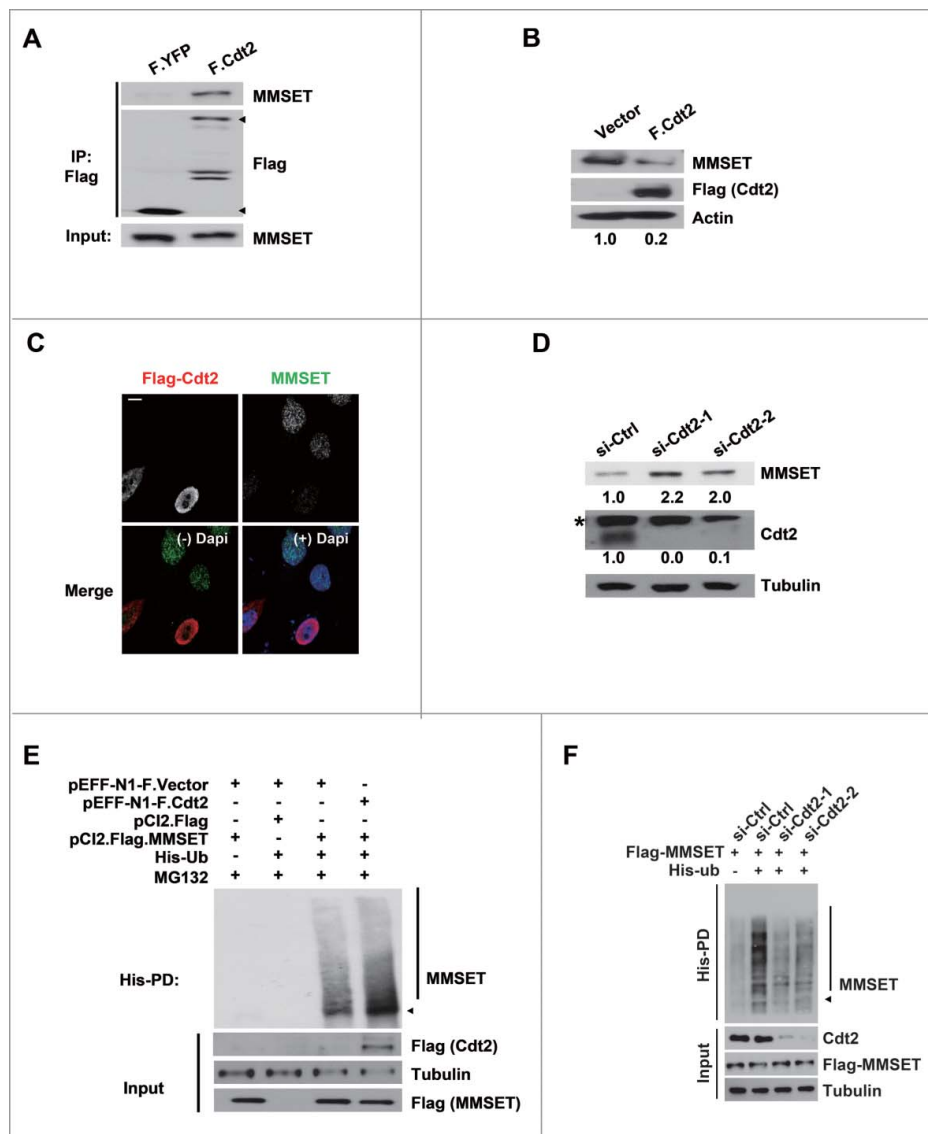 A
F.YFP F.Cdt2
MMSET
IP:
Flag
Flag
Input: MMSET
B
Vector F.Cdt2
MMSET
Flag (Cdt2)
Actin
1.0 0.2
C
Flag-Cdt2 MMSET
(-) Dapi (+) Dapi
Merge
D
si-Ctrl si-Cdt2-1 si-Cdt2-2
MMSET
1.0 2.2 2.0
*
Cdt2
1.0 0.0 0.1
Tubulin
E
pEFF-N1-F.Vector + + + -
pEFF-N1-F.Cdt2 - - - +
pCI2.Flag - + - -
pCI2.Flag.MMSET + - + +
His-Ub - + + +
MG132 + + + +
His-PD: MMSET
Flag (Cdt2)
Input Tubulin
Flag (MMSET)
F
si-Ctrl si-Ctrl si-Cdt2-1 si-Cdt2-2
Flag-MMSET + + + +
His-ub - + + +
His-PD
MMSET
Input
Cdt2
Flag-MMSET
Tubulin